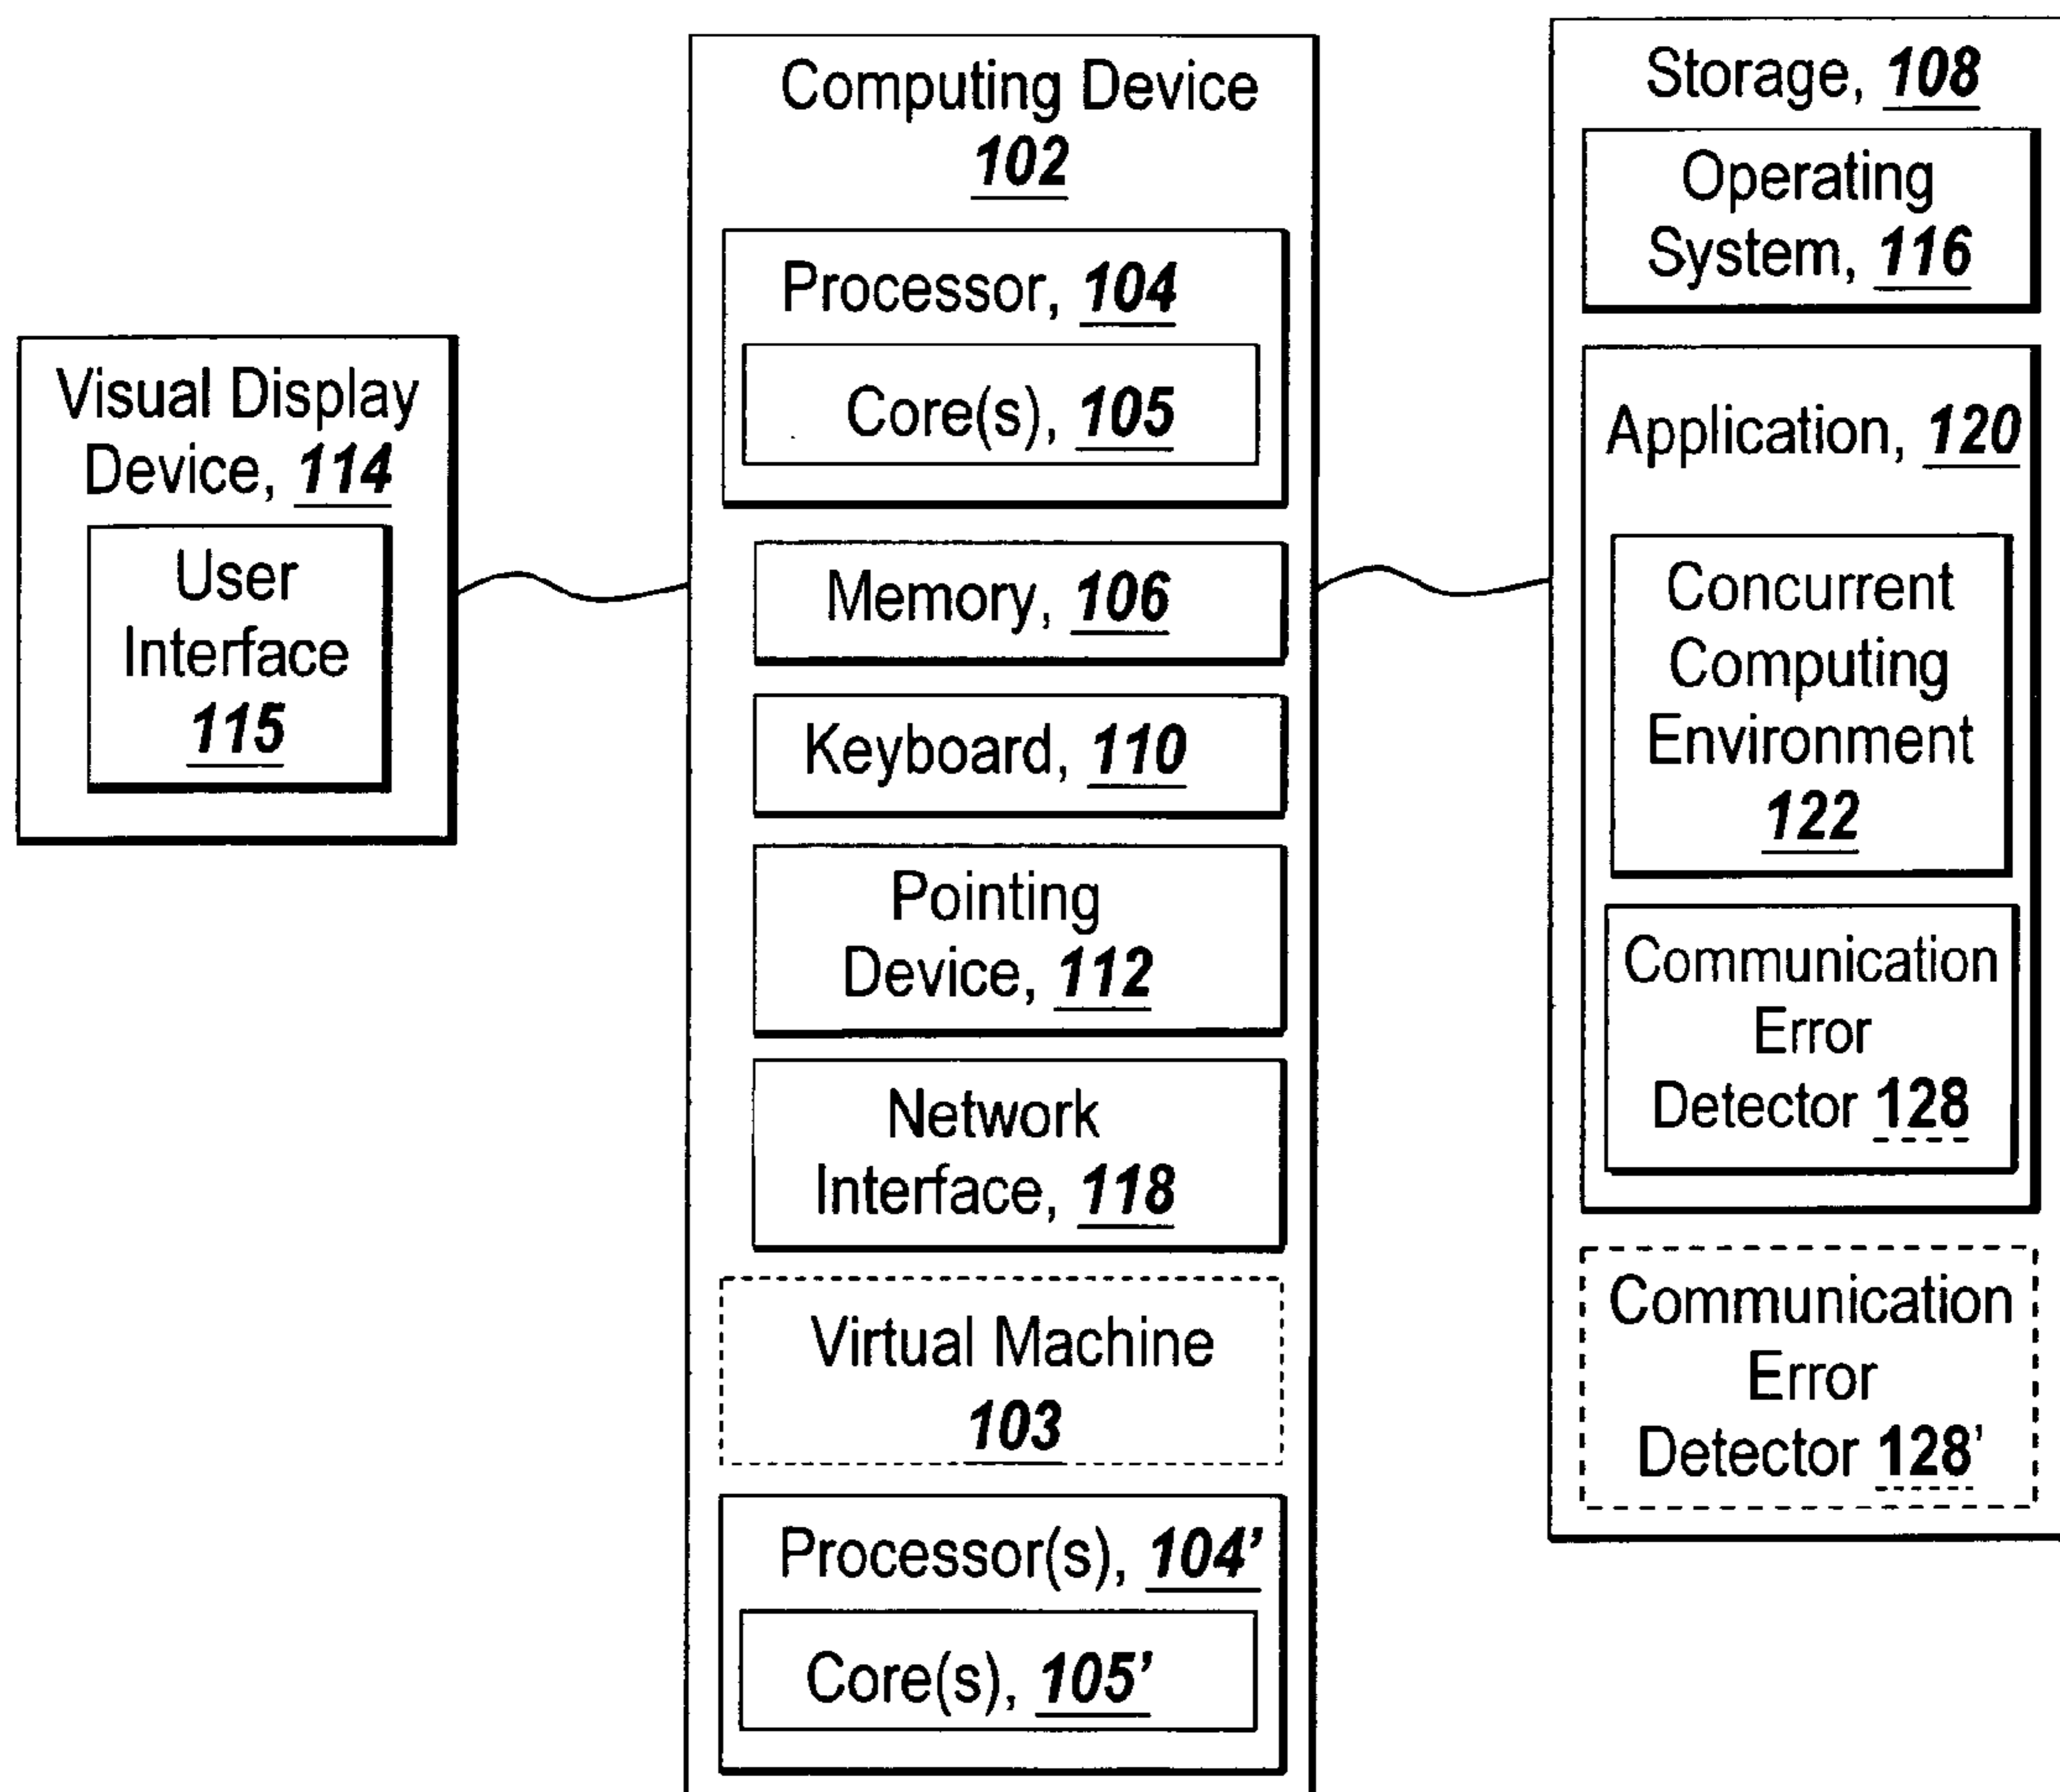 Visual Display
Device, 114
User
Interface
115
Computing Device
102
Processor, 104
Core(s), 105
Memory, 106
Keyboard, 110
Pointing
Device, 112
Network
Interface, 118
Virtual Machine
103
Processor(s), 104'
Core(s), 105'
Storage, 108
Operating
System, 116
Application, 120
Concurrent
Computing
Environment
122
Communication
Error
Detector 128
Communication
Error
Detector 128'